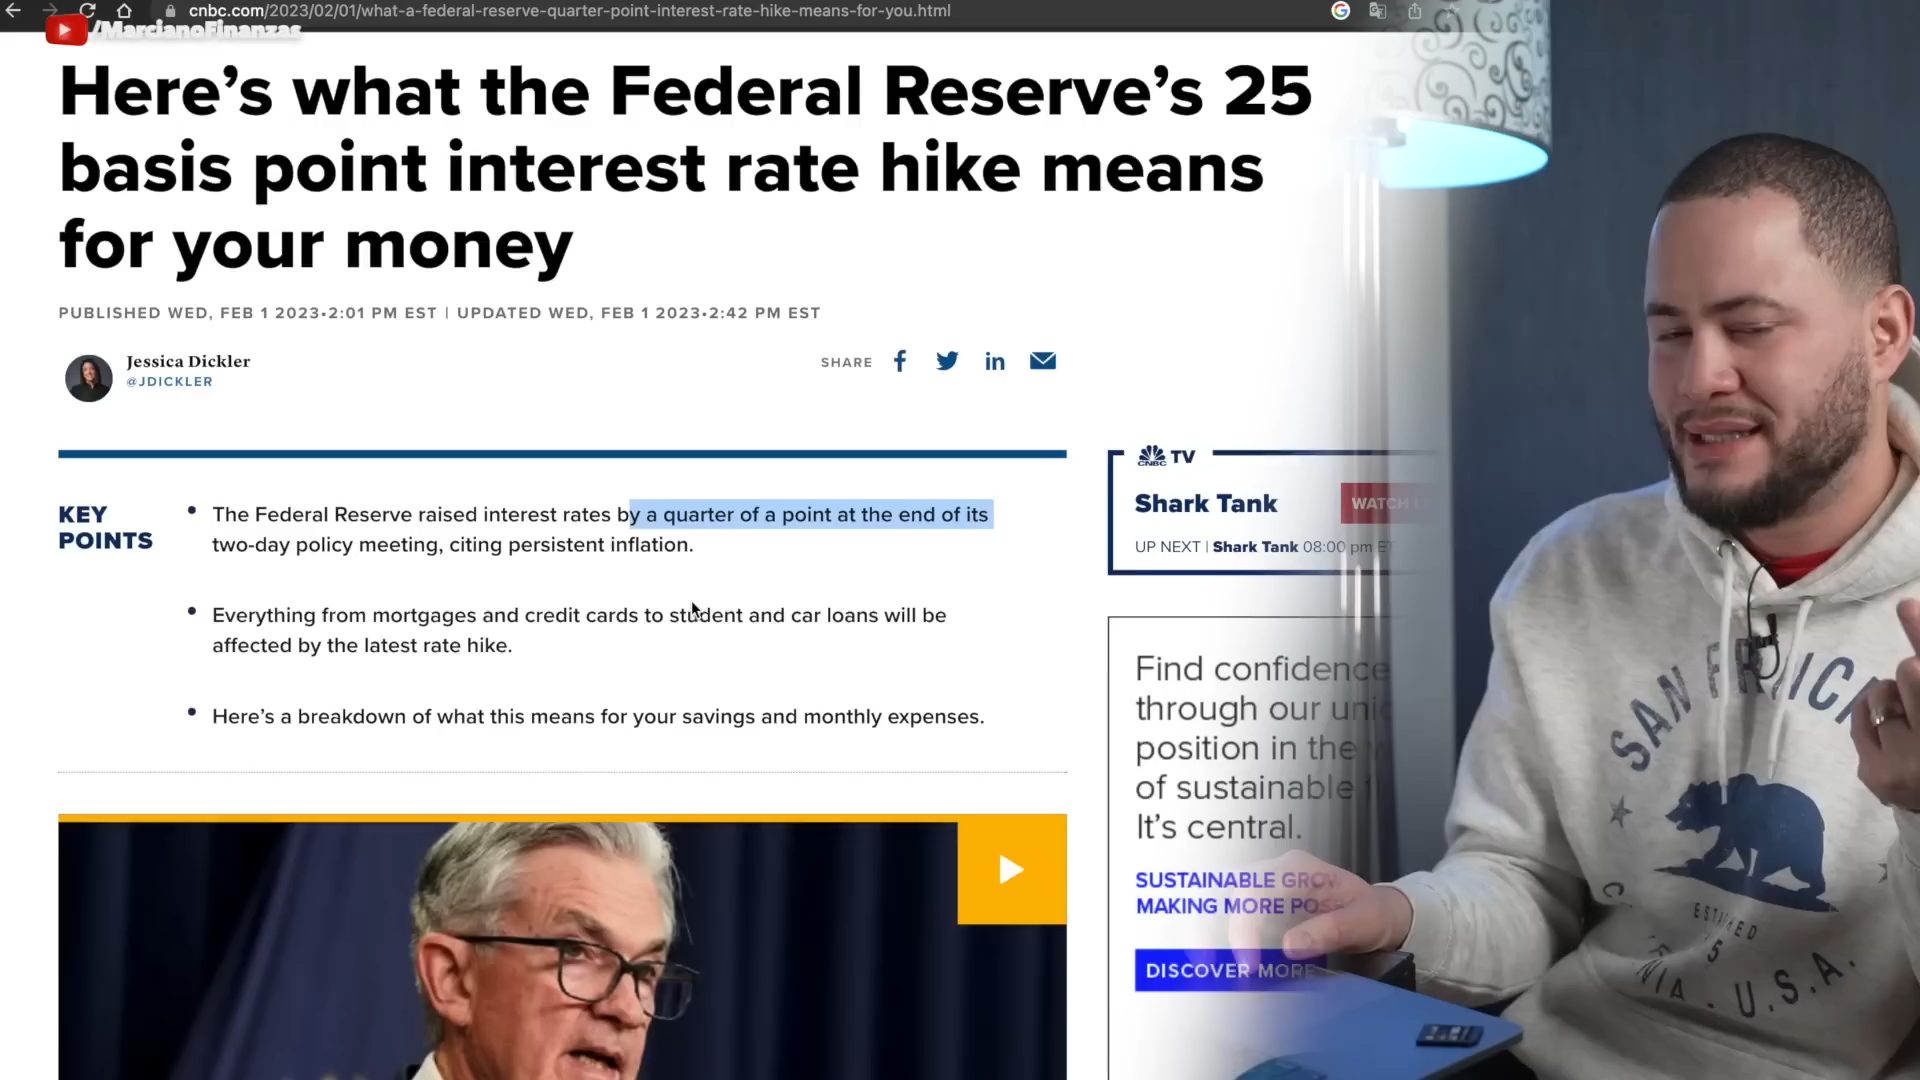 cnbc.com/2023/02/01/what-a-federal-reserve-quarter-point-interest-rate-hike-means-for-you.html
/MarcianoFinanzas
Here’s what the Federal Reserve’s 25
basis point interest rate hike means
for your money
PUBLISHED WED, FEB 1 2023•2:01 PM EST | UPDATED WED, FEB 1 2023•2:42 PM EST
Jessica Dickler
@JDICKLER
SHARE
KEY
POINTS
• The Federal Reserve raised interest rates by a quarter of a point at the end of its
two-day policy meeting, citing persistent inflation.
• Everything from mortgages and credit cards to student and car loans will be
affected by the latest rate hike.
• Here’s a breakdown of what this means for your savings and monthly expenses.
CNBC TV
Shark Tank
WATCH
UP NEXT | Shark Tank 08:00 pm ET
Find confidence
through our
position in the
of sustainable
It’s central.
SUSTAINABLE
MAKING MORE
DISCOVER MORE
SAN
ESTABLISHED
U.S.A.